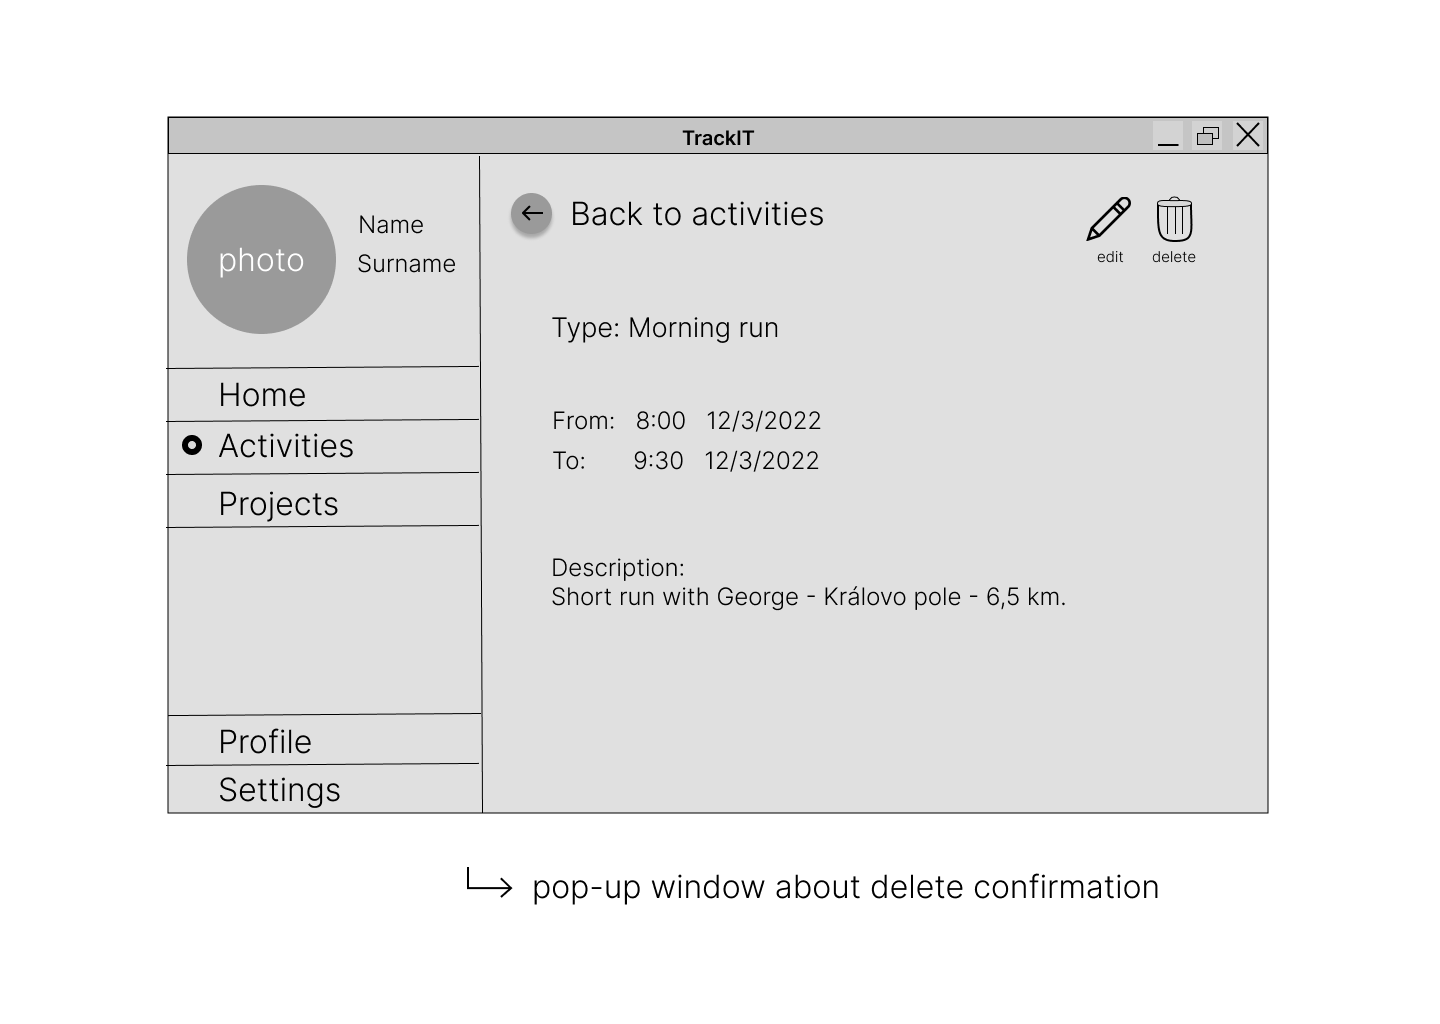 TrackIT
photo
Name
Surname
Home
Activities
Projects
Profile
Settings
Back to activities
edit
delete
Type: Morning run
From: 8:00 12/3/2022
To: 9:30 12/3/2022
Description:
Short run with George - Královo pole - 6,5 km.
pop-up window about delete confirmation